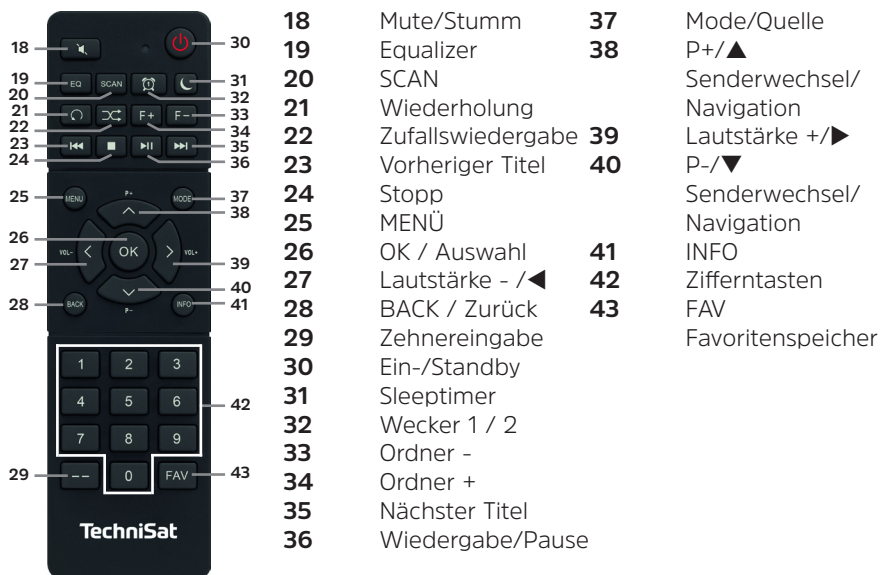 18 30
EQ SCAN 1
19 31
20 32
F+ F-
21 33
22 34
23 35
24 36
25 MENU P+ MODE 37
38
26
VOL- OK VOL+
27 39
40
28 BACK P- INFO 41
1 2 3
4 5 6 42
7 8 9
29 -- 0 FAV 43
TechniSat
18 Mute/Stumm
19 Equalizer
20 SCAN
21 Wiederholung
22 Zufallswiedergabe
23 Vorheriger Titel
24 Stopp
25 MENÜ
26 OK / Auswahl
27 Lautstärke - /◀
28 BACK / Zurück
29 Zehnereingabe
30 Ein-/Standby
31 Sleeptimer
32 Wecker 1 / 2
33 Ordner -
34 Ordner +
35 Nächster Titel
36 Wiedergabe/Pause
37 Mode/Quelle
38 P+/▲
Senderwechsel/
Navigation
39 Lautstärke +/▶
40 P-/▼
Senderwechsel/
Navigation
41 INFO
42 Zifferntasten
43 FAV
Favoritenspeicher